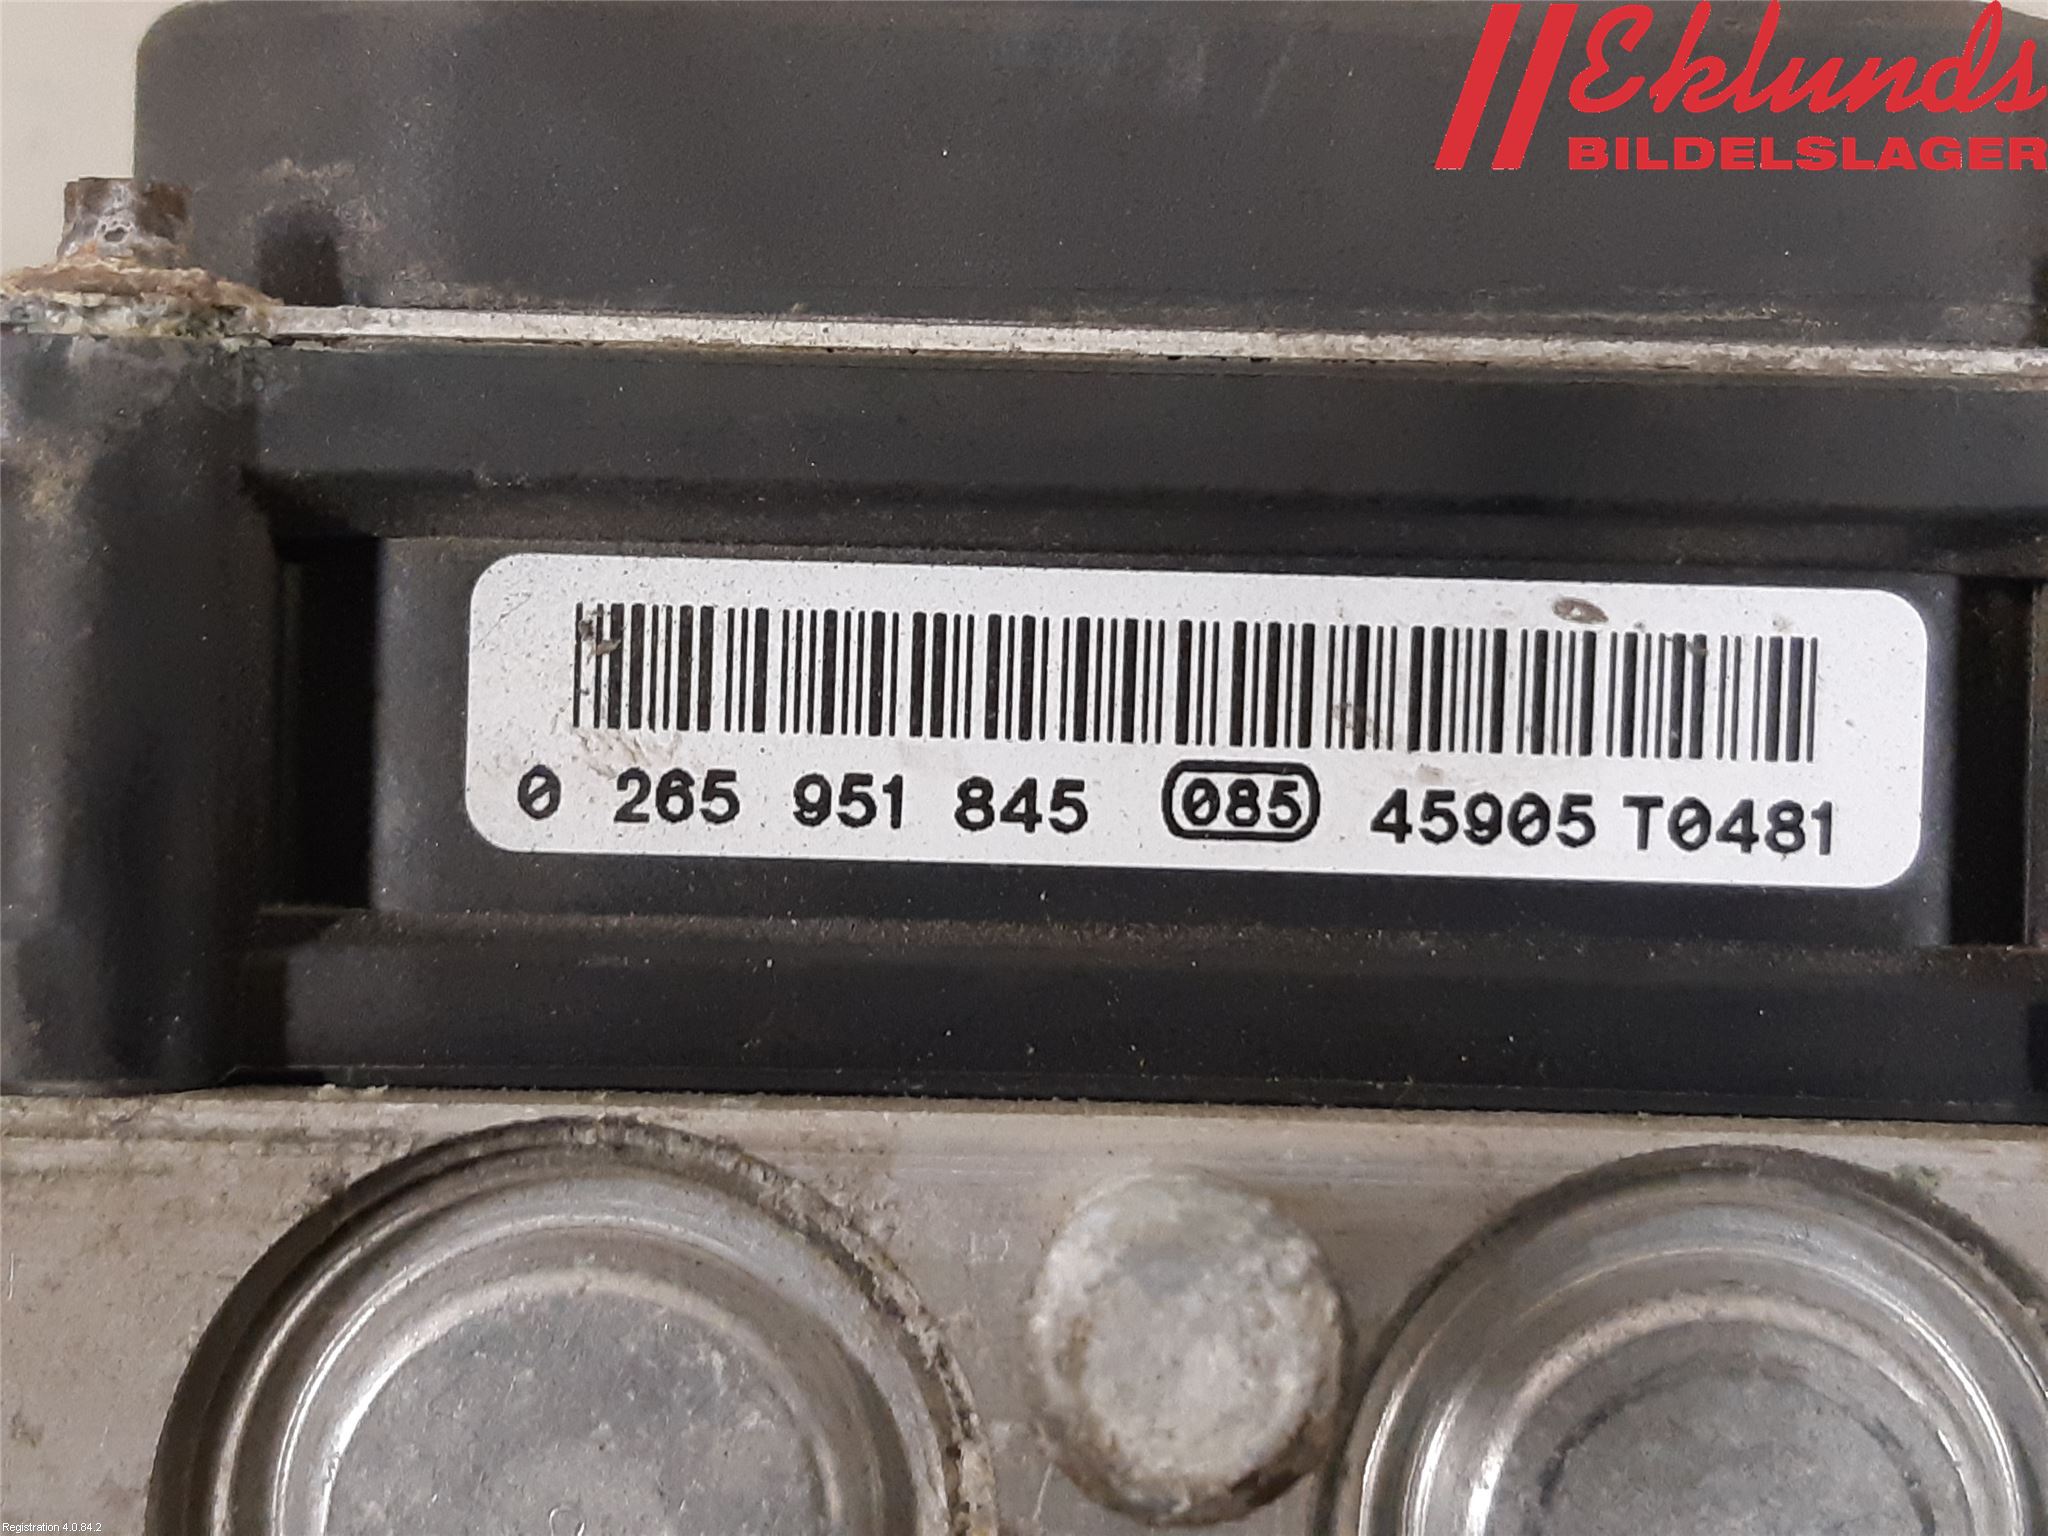 Eklunds
BILDELSLAGER
0 265 951 845 085 45905 T0481
Registration 4.0.84.2